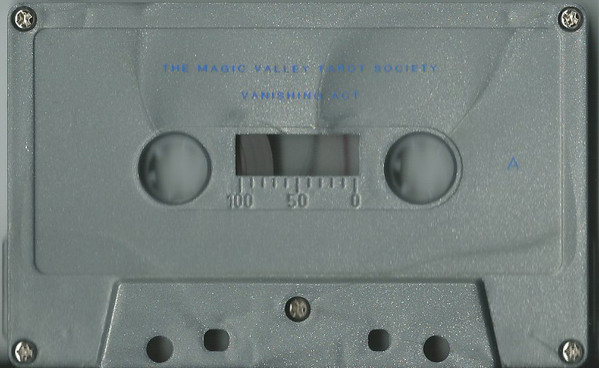 THE MAGIC VALLEY TAROT SOCIETY
VANISHING ACT
A
100 50 0